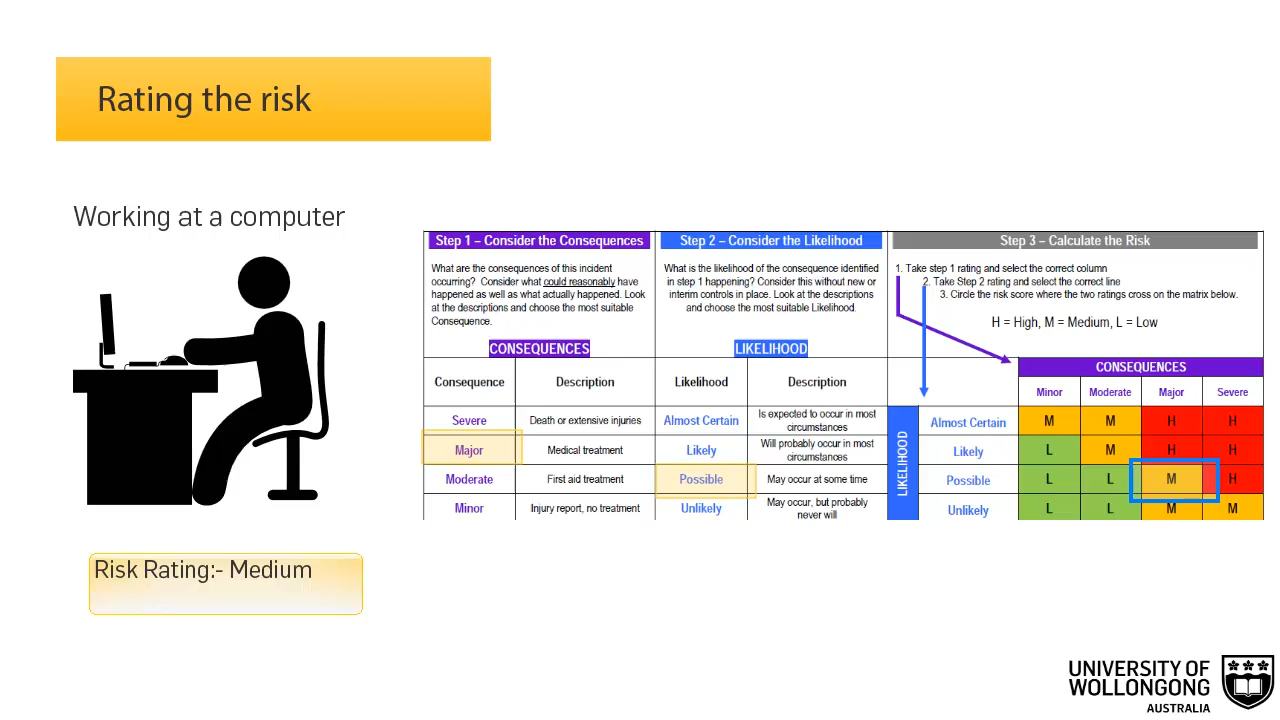 Rating the risk
Working at a computer
Step 1 – Consider the Consequences
What are the consequences of this incident
occurring? Consider what could reasonably have
happened as well as what actually happened. Look
at the descriptions and choose the most suitable
Consequence.
CONSEQUENCES
Consequence Description
Severe Death or extensive injuries
Major Medical treatment
Moderate First aid treatment
Minor Injury report, no treatment
Step 2 – Consider the Likelihood
What is the likelihood of the consequence identified
in step 1 happening? Consider this without new or
interim controls in place. Look at the descriptions
and choose the most suitable Likelihood.
LIKELIHOOD
Likelihood Description
Almost Certain Is expected to occur in most
circumstances
Likely Will probably occur in most
circumstances
Possible May occur at some time
Unlikely May occur, but probably
never will
Step 3 – Calculate the Risk
1. Take step 1 rating and select the correct column
2. Take Step 2 rating and select the correct line
3. Circle the risk score where the two ratings cross on the matrix below.
H = High, M = Medium, L = Low
CONSEQUENCES
Minor Moderate Major Severe
LIKELIHOOD
Almost Certain M M H H
Likely L M H H
Possible L L M H
Unlikely L L M M
Risk Rating:- Medium
UNIVERSITY OF
WOLLONGONG
AUSTRALIA